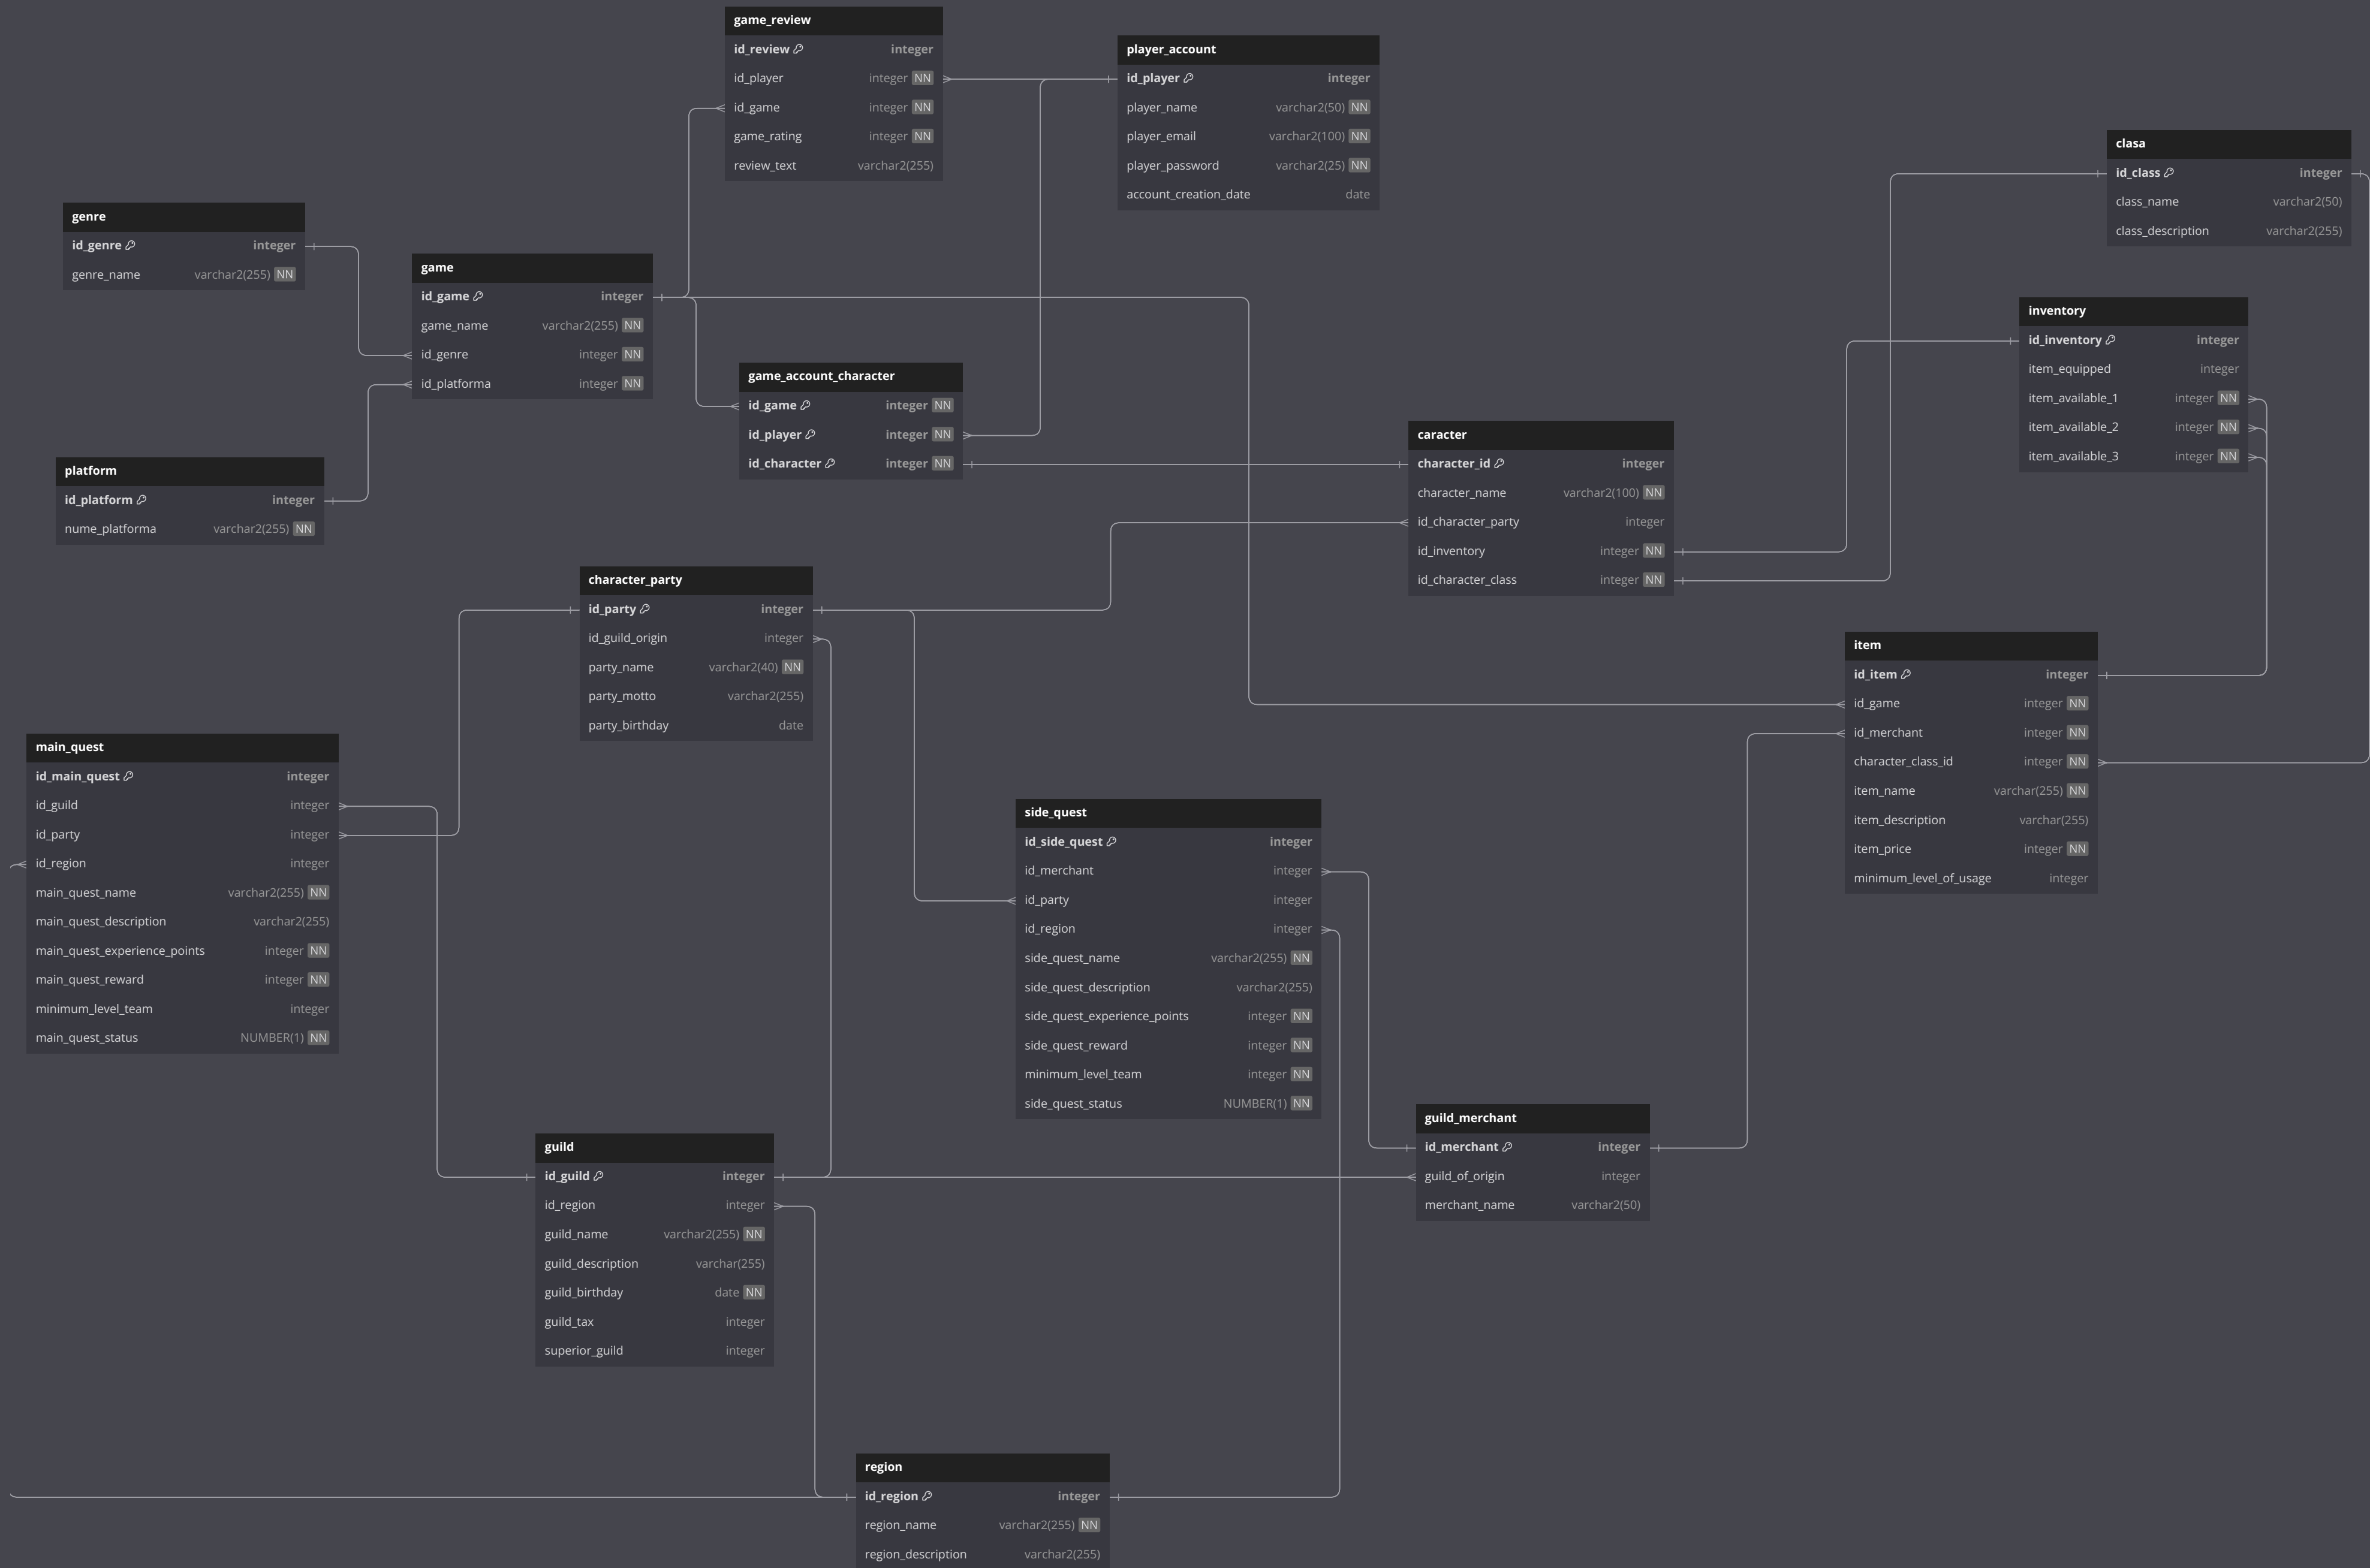 game_review
id_review integer
id_player integer NN
id_game integer NN
game_rating integer NN
review_text varchar2(255)
player_account
id_player integer
player_name varchar2(50) NN
player_email varchar2(100) NN
player_password varchar2(25) NN
account_creation_date date
clasa
id_class integer
class_name varchar2(50)
class_description varchar2(255)
genre
id_genre integer
genre_name varchar2(255) NN
game
id_game integer
game_name varchar2(255) NN
id_genre integer NN
id_platforma integer NN
inventory
id_inventory integer
item_equipped integer
item_available_1 integer NN
item_available_2 integer NN
item_available_3 integer NN
game_account_character
id_game integer NN
id_player integer NN
id_character integer NN
caracter
character_id integer
character_name varchar2(100) NN
id_character_party integer
id_inventory integer NN
id_character_class integer NN
platform
id_platform integer
nume_platforma varchar2(255) NN
character_party
id_party integer
id_guild_origin integer
party_name varchar2(40) NN
party_motto varchar2(255)
party_birthday date
item
id_item integer
id_game integer NN
id_merchant integer NN
character_class_id integer NN
item_name varchar(255) NN
item_description varchar(255)
item_price integer NN
minimum_level_of_usage integer
main_quest
id_main_quest integer
id_guild integer
id_party integer
id_region integer
main_quest_name varchar2(255) NN
main_quest_description varchar2(255)
main_quest_experience_points integer NN
main_quest_reward integer NN
minimum_level_team integer
main_quest_status NUMBER(1) NN
side_quest
id_side_quest integer
id_merchant integer
id_party integer
id_region integer
side_quest_name varchar2(255) NN
side_quest_description varchar2(255)
side_quest_experience_points integer NN
side_quest_reward integer NN
minimum_level_team integer NN
side_quest_status NUMBER(1) NN
guild_merchant
id_merchant integer
guild_of_origin integer
merchant_name varchar2(50)
guild
id_guild integer
id_region integer
guild_name varchar2(255) NN
guild_description varchar(255)
guild_birthday date NN
guild_tax integer
superior_guild integer
region
id_region integer
region_name varchar2(255) NN
region_description varchar2(255)